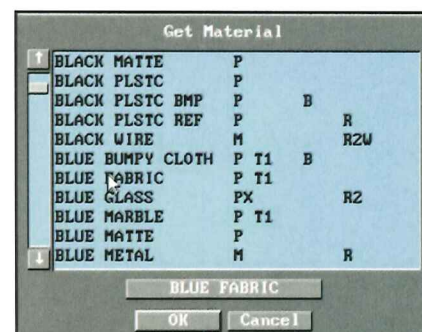 Get Material
BLACK MATTE P
BLACK PLSTC P
BLACK PLSTC BMP P B
BLACK PLSTC REF P R
BLACK WIRE M R2W
BLUE BUMPY CLOTH P T1 B
BLUE FABRIC P T1
BLUE GLASS PX R2
BLUE MARBLE P T1
BLUE MATTE P
BLUE METAL M R
BLUE FABRIC
OK Cancel